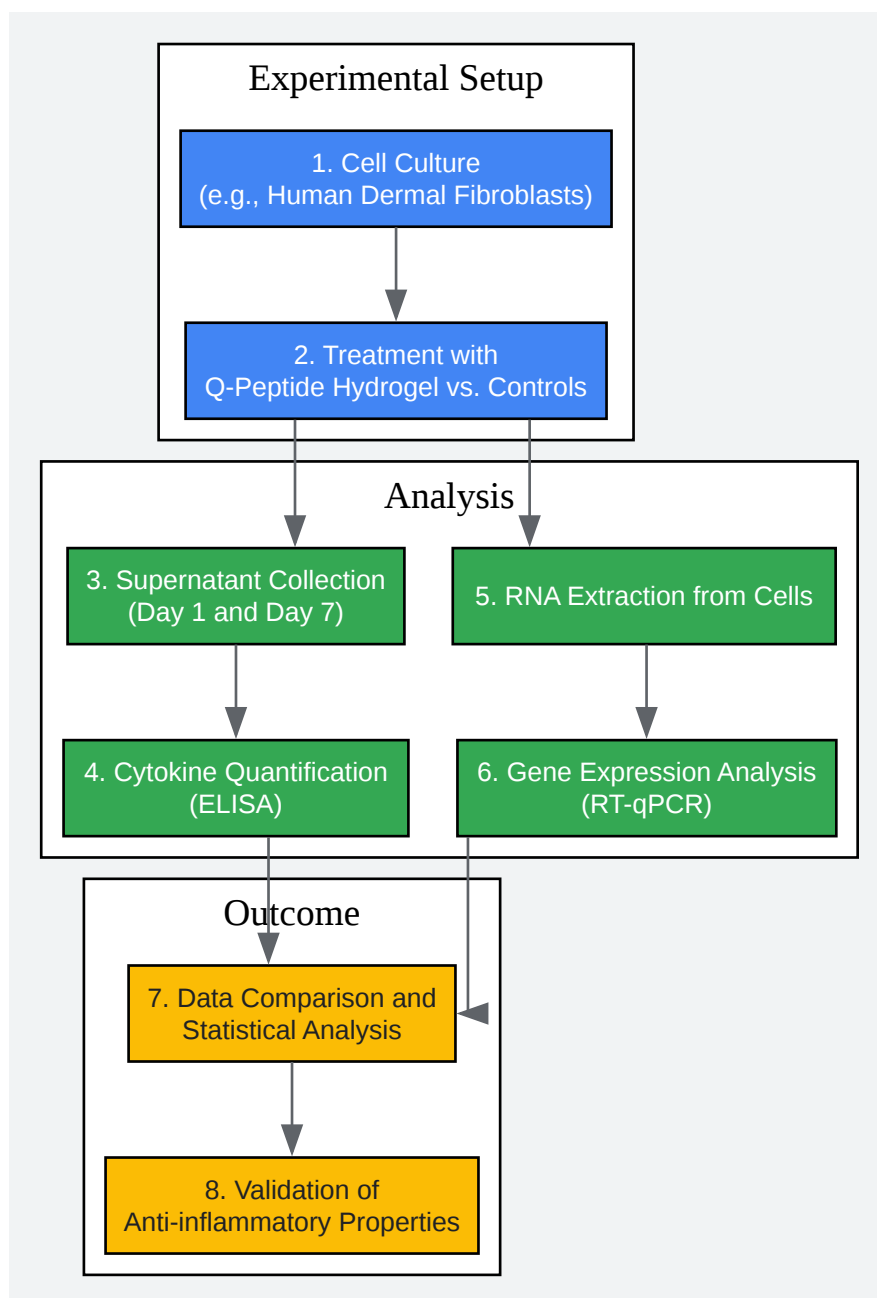 Experimental Setup
1. Cell Culture
(e.g., Human Dermal Fibroblasts)
2. Treatment with
Q-Peptide Hydrogel vs. Controls
Analysis
3. Supernatant Collection
(Day 1 and Day 7)
4. Cytokine Quantification
(ELISA)
5. RNA Extraction from Cells
6. Gene Expression Analysis
(RT-qPCR)
Outcome
7. Data Comparison and
Statistical Analysis
8. Validation of
Anti-inflammatory Properties